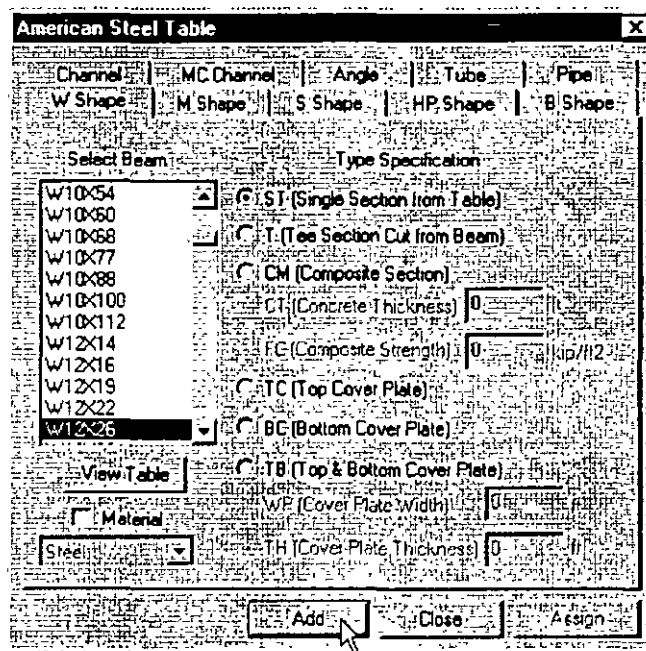 American Steel Table
Channel MC Channel Angle Tube Pipe
W Shape M Shape S Shape HP Shape B Shape
Select Beam
Type Specification
W10X54
W10X60
W10X68
W10X77
W10X88
W10X100
W10X112
W12X14
W12X16
W12X19
W12X22
W12X26
View Table
Material
Steel
ST (Single Section from Table)
T (Tee Section Cut from Beam)
CM (Composite Section)
CT (Concrete Thickness) 0 ft
FC (Composite Strength) 0 kip/ft2
TC (Top Cover Plate)
BC (Bottom Cover Plate)
TB (Top & Bottom Cover Plate)
WP (Cover Plate Width) 0 ft
TH (Cover Plate Thickness) 0 ft
Add Close Assign